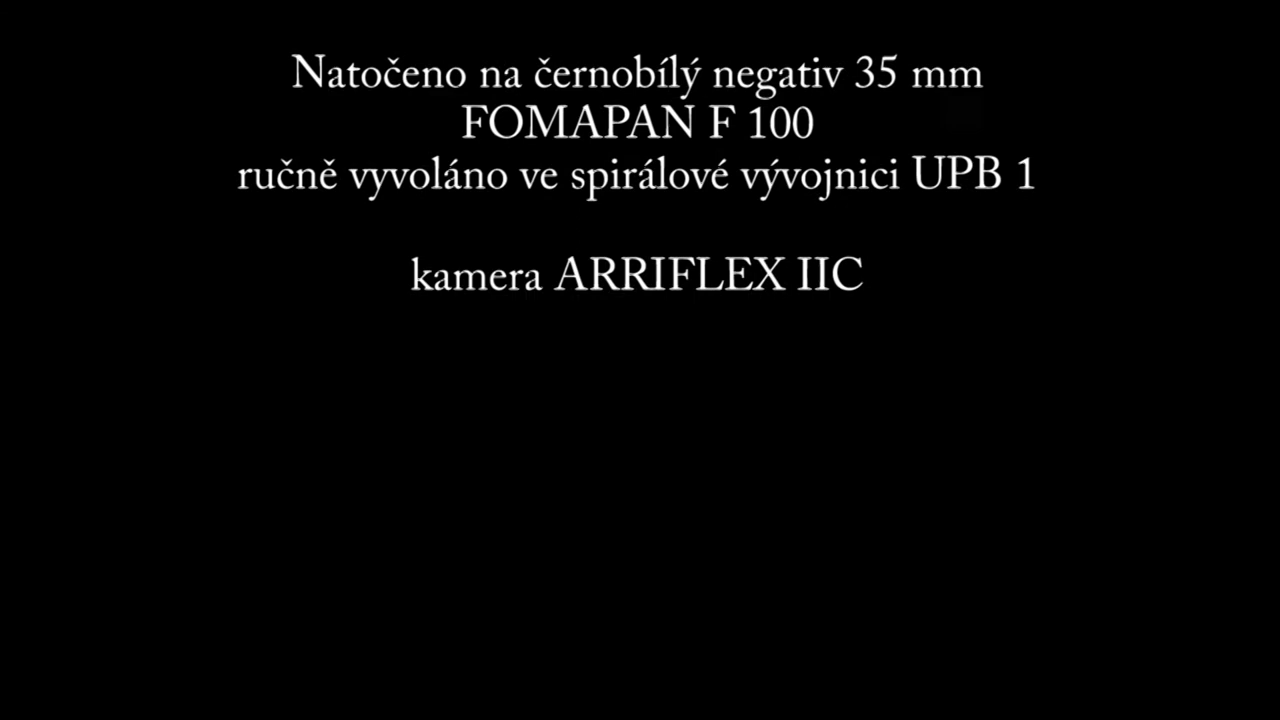 Natočeno na černobílý negativ 35 mm
FOMAPAN F 100
ručně vyvoláno ve spirálové vývojnici UPB 1
kamera ARRIFLEX IIC